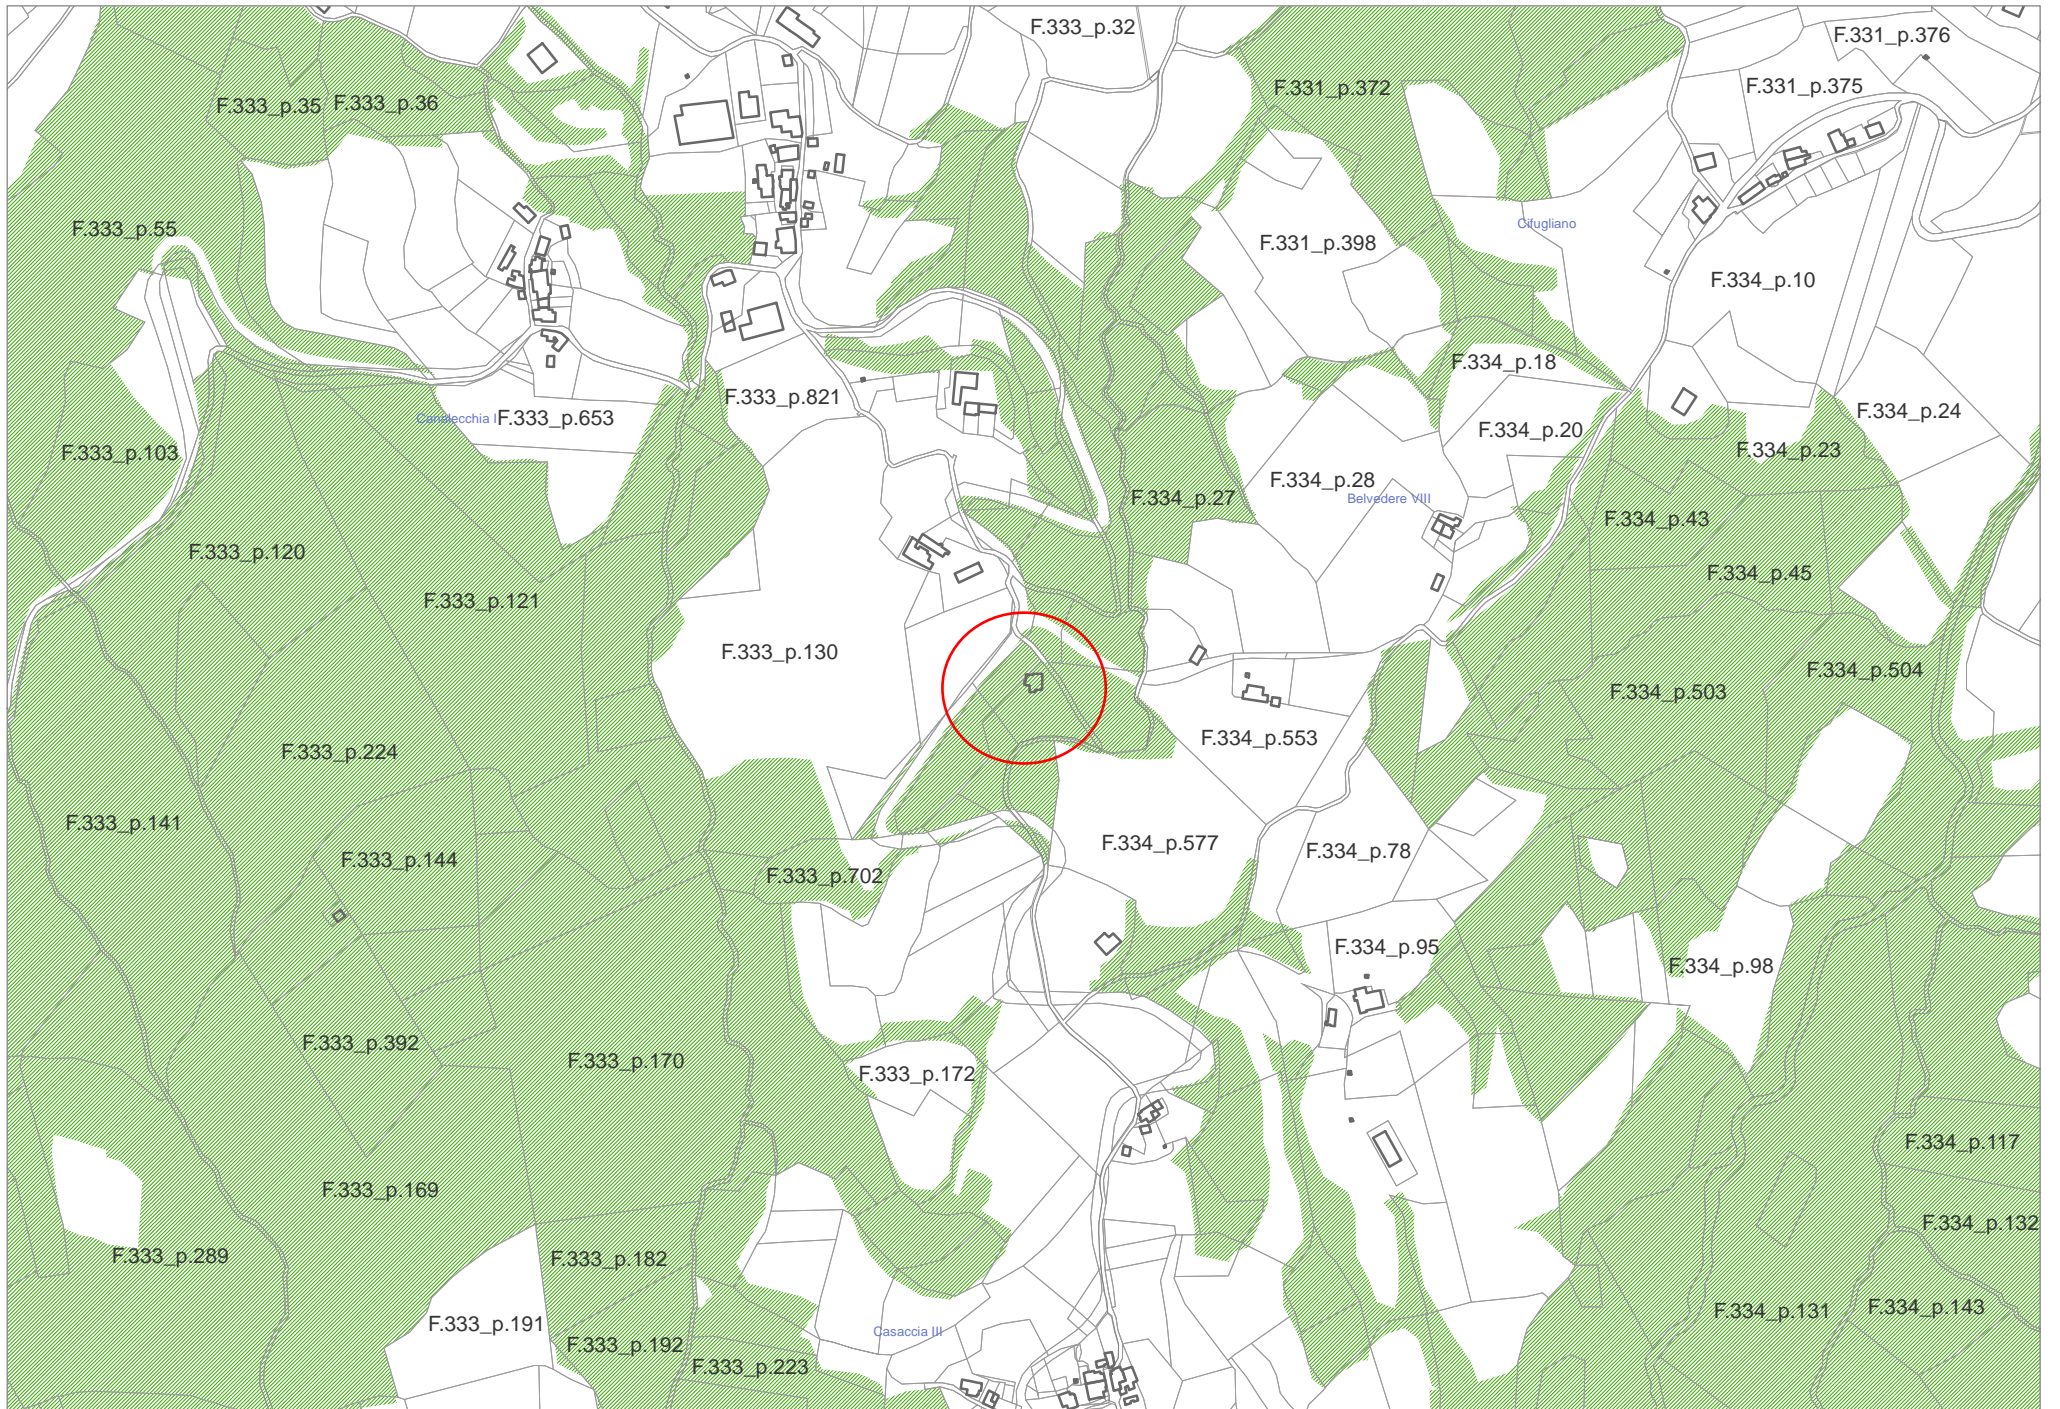 F.333_p.32
F.331_p.376
F.331_p.375
F.331_p.372
F.333_p.35
F.333_p.36
F.333_p.55
Cifugliano
F.331_p.398
F.334_p.10
F.334_p.18
F.333_p.821
F.334_p.24
Canalecchia I
F.333_p.653
F.334_p.20
F.334_p.23
F.333_p.103
F.334_p.28
Belvedere VIII
F.334_p.27
F.334_p.43
F.333_p.120
F.334_p.45
F.333_p.121
F.333_p.130
F.334_p.504
F.334_p.503
F.334_p.553
F.333_p.224
F.333_p.141
F.334_p.577
F.334_p.78
F.333_p.144
F.333_p.702
F.334_p.95
F.334_p.98
F.333_p.392
F.333_p.170
F.333_p.172
F.334_p.117
F.333_p.169
F.334_p.132
F.333_p.289
F.333_p.182
F.334_p.143
F.334_p.131
F.333_p.191
Casaccia III
F.333_p.192
F.333_p.223